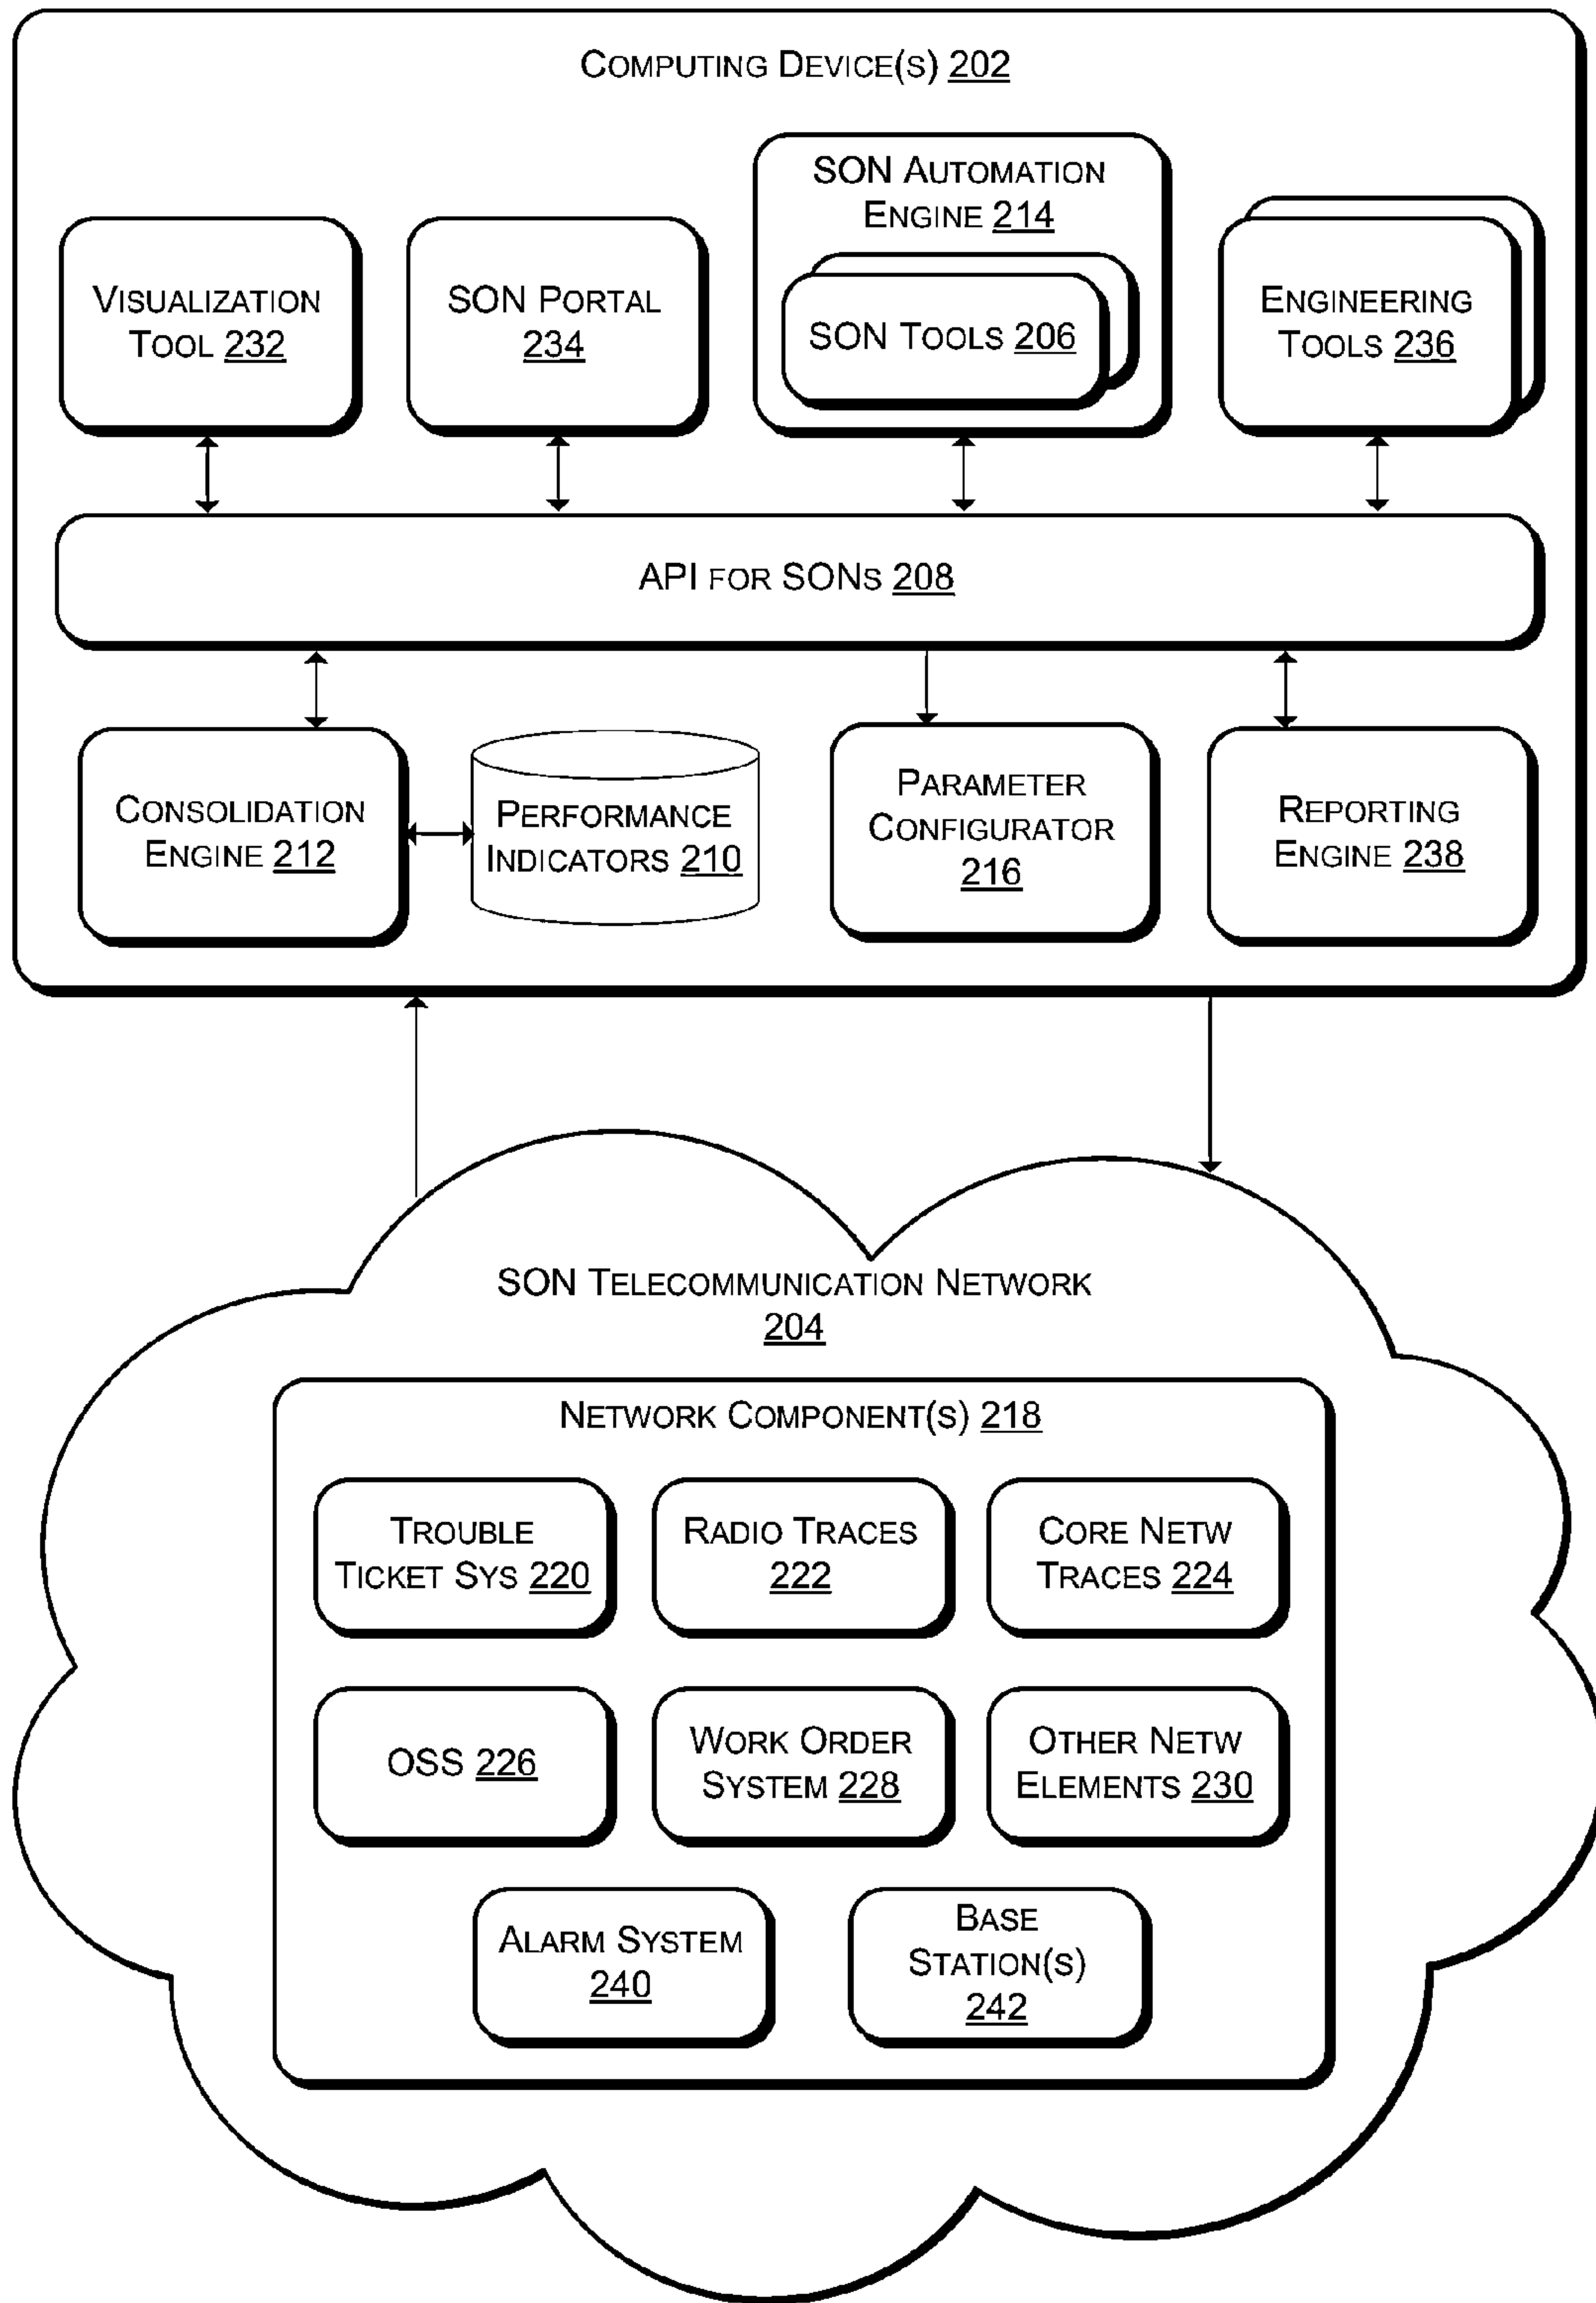 COMPUTING DEVICE(S) 202
SON AUTOMATION
ENGINE 214
VISUALIZATION
TOOL 232
SON PORTAL
234
SON TOOLS 206
ENGINEERING
TOOLS 236
API FOR SONS 208
CONSOLIDATION
ENGINE 212
PERFORMANCE
INDICATORS 210
PARAMETER
CONFIGURATOR
216
REPORTING
ENGINE 238
SON TELECOMMUNICATION NETWORK
204
NETWORK COMPONENT(S) 218
TROUBLE
TICKET SYS 220
RADIO TRACES
222
CORE NETW
TRACES 224
OSS 226
WORK ORDER
SYSTEM 228
OTHER NETW
ELEMENTS 230
ALARM SYSTEM
240
BASE
STATION(S)
242